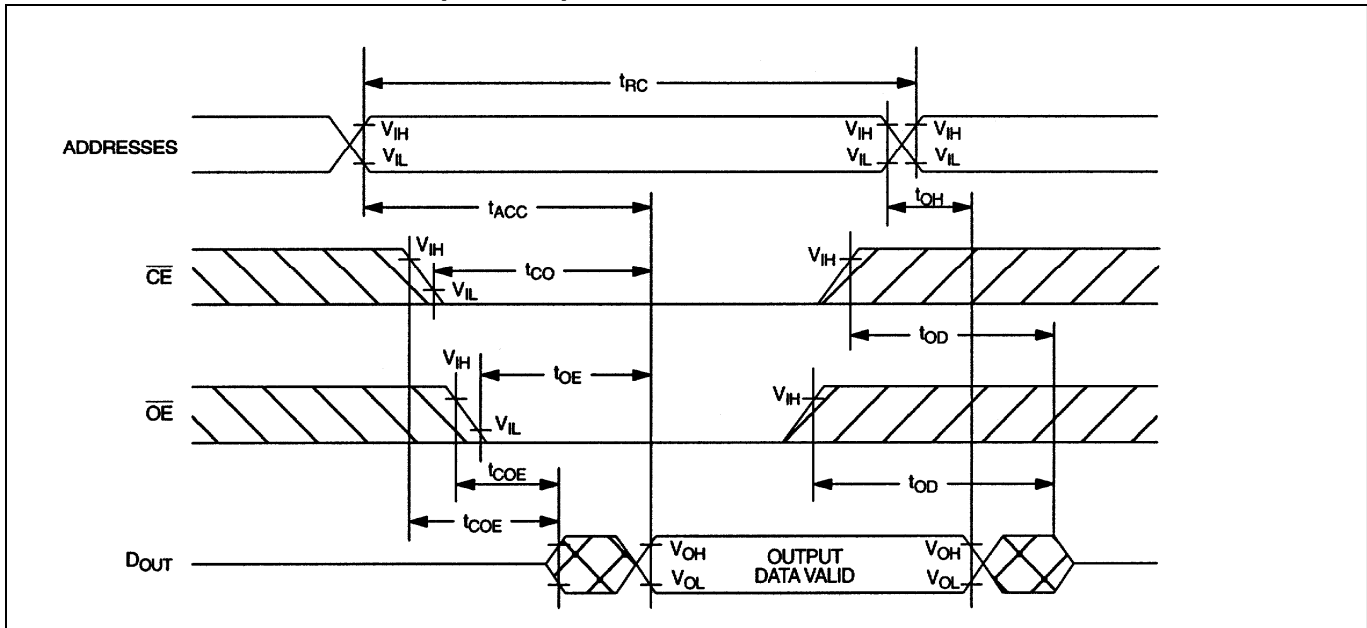 tRC
ADDRESSES
VIH
VIL
VIH
VIL
VIH
VIL
tACC
tOH
CE
VIH
VIL
tCO
VIH
tOD
OE
VIH
VIL
tOE
VIH
tOD
tCOE
tCOE
DOUT
VOH
VOL
OUTPUT
DATA VALID
VOH
VOL